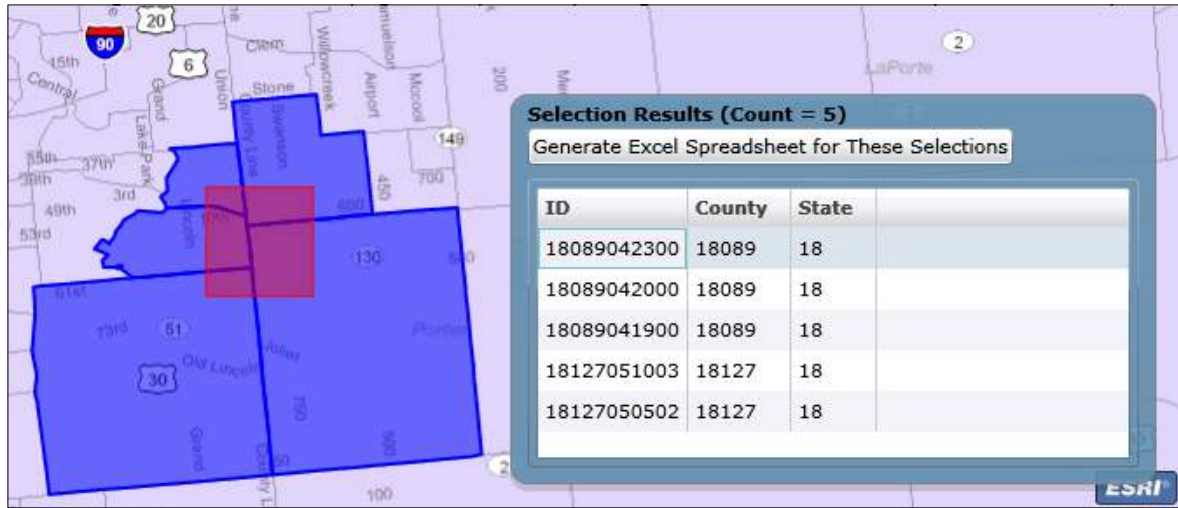 20
90
Clem
2
15th
6
Willowcreek
LaPorte
Central
Grand
Union
Stone
Airport
Mccool
200
Selection Results (Count = 5)
Generate Excel Spreadsheet for These Selections
County Line
Swanson
149
Lake Park
37th
3rd
450
700
49th
Lincoln
600
53rd
130
61st
73rd
51
Porter
Joliet
Old Lincoln
30
750
500
Grand
100
ID County State
18089042300 18089 18
18089042000 18089 18
18089041900 18089 18
18127051003 18127 18
18127050502 18127 18
2
ESRI